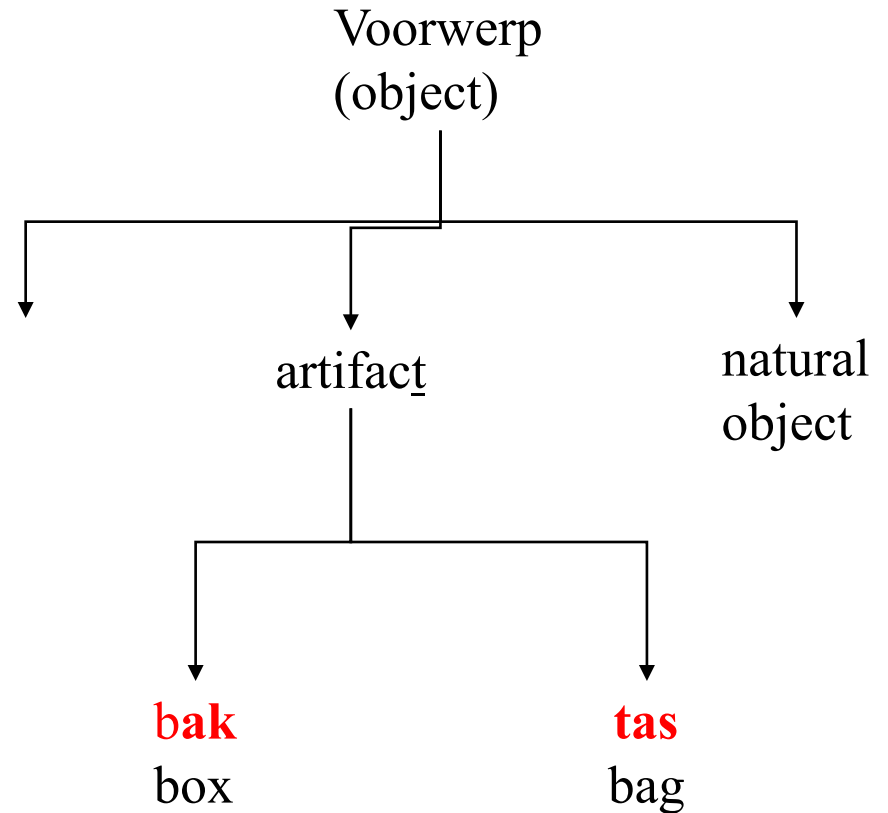 Voorwerp
(object)
artifact
natural
object
bak
tas
box
bag